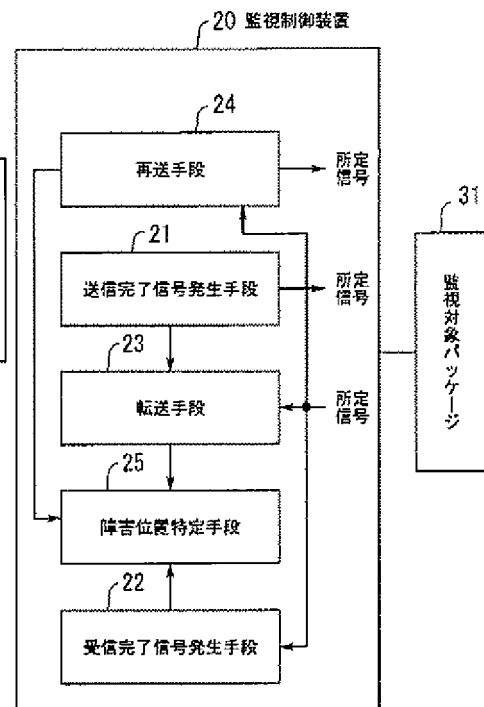 20 監視制御装置
24
再送手段
所定
信号
21
送信完了信号発生手段
所定
信号
23
転送手段
所定
信号
25
障害位置特定手段
22
受信完了信号発生手段
31
監視対象パッケージ